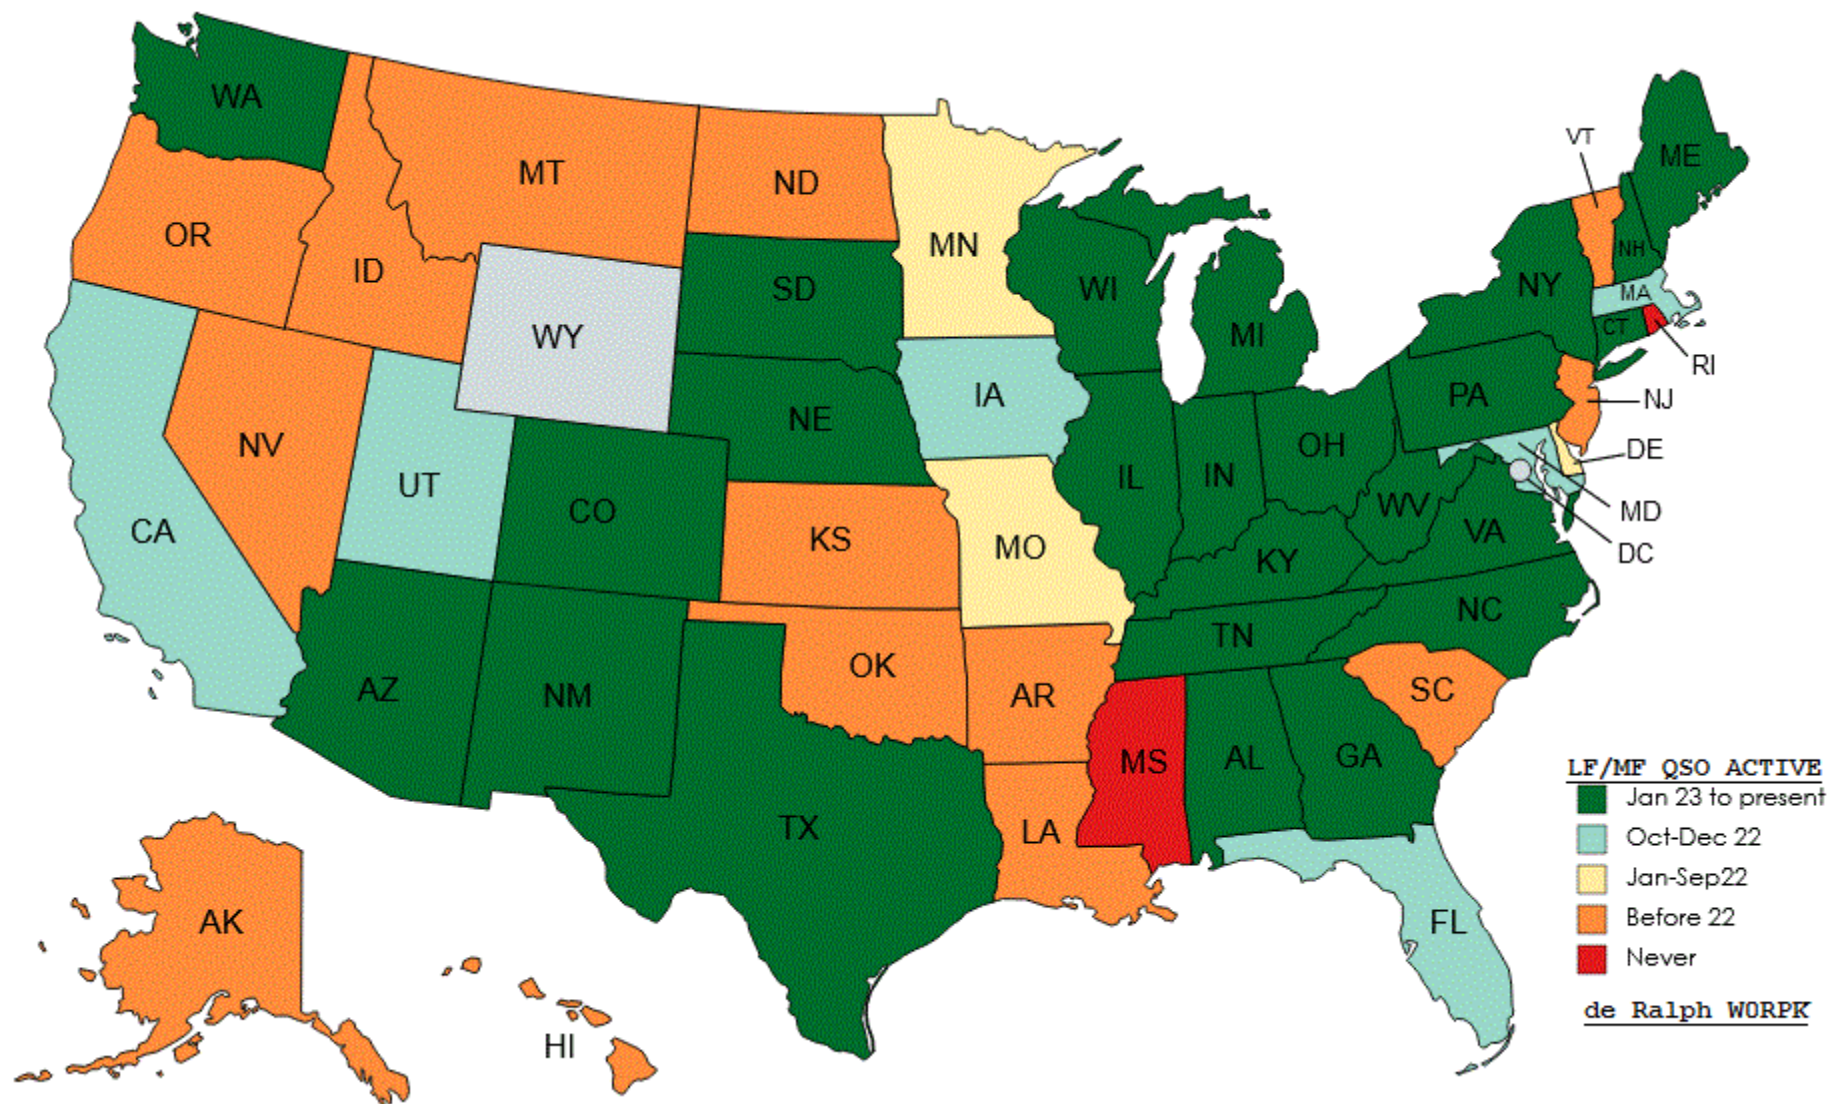 WA
MT
ND
VT
ME
OR
ID
MN
NH
SD
WI
NY
MA
WY
MI
CT
RI
IA
PA
NJ
NV
NE
OH
DE
UT
IL
IN
CO
WV
MD
CA
KS
MO
VA
DC
KY
NC
TN
OK
AZ
NM
AR
SC
MS
AL
GA
LF/MF QSO ACTIVE
Jan 23 to present
TX
LA
Oct-Dec 22
Jan-Sep22
AK
FL
Before 22
Never
de Ralph W0RPK
HI